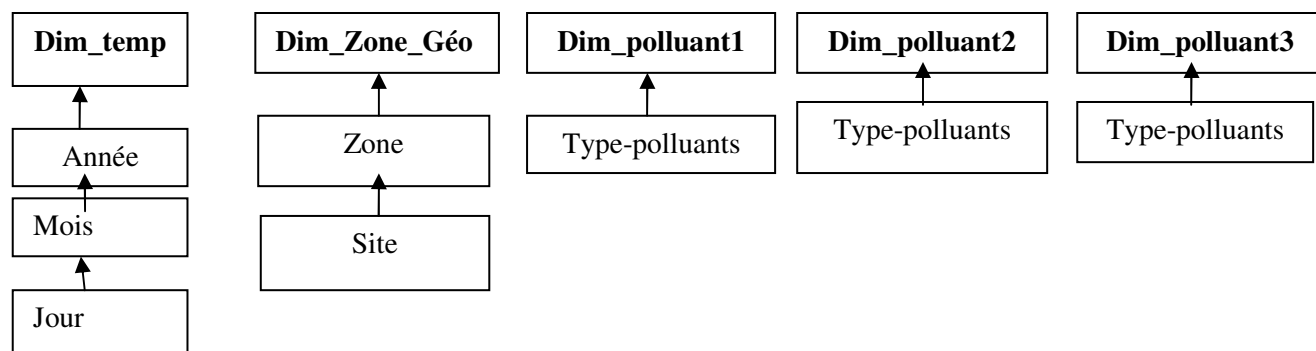 Dim_temp
Année
Mois
Jour
Dim_Zone_Géo
Zone
Site
Dim_polluant1
Type-polluants
Dim_polluant2
Type-polluants
Dim_polluant3
Type-polluants